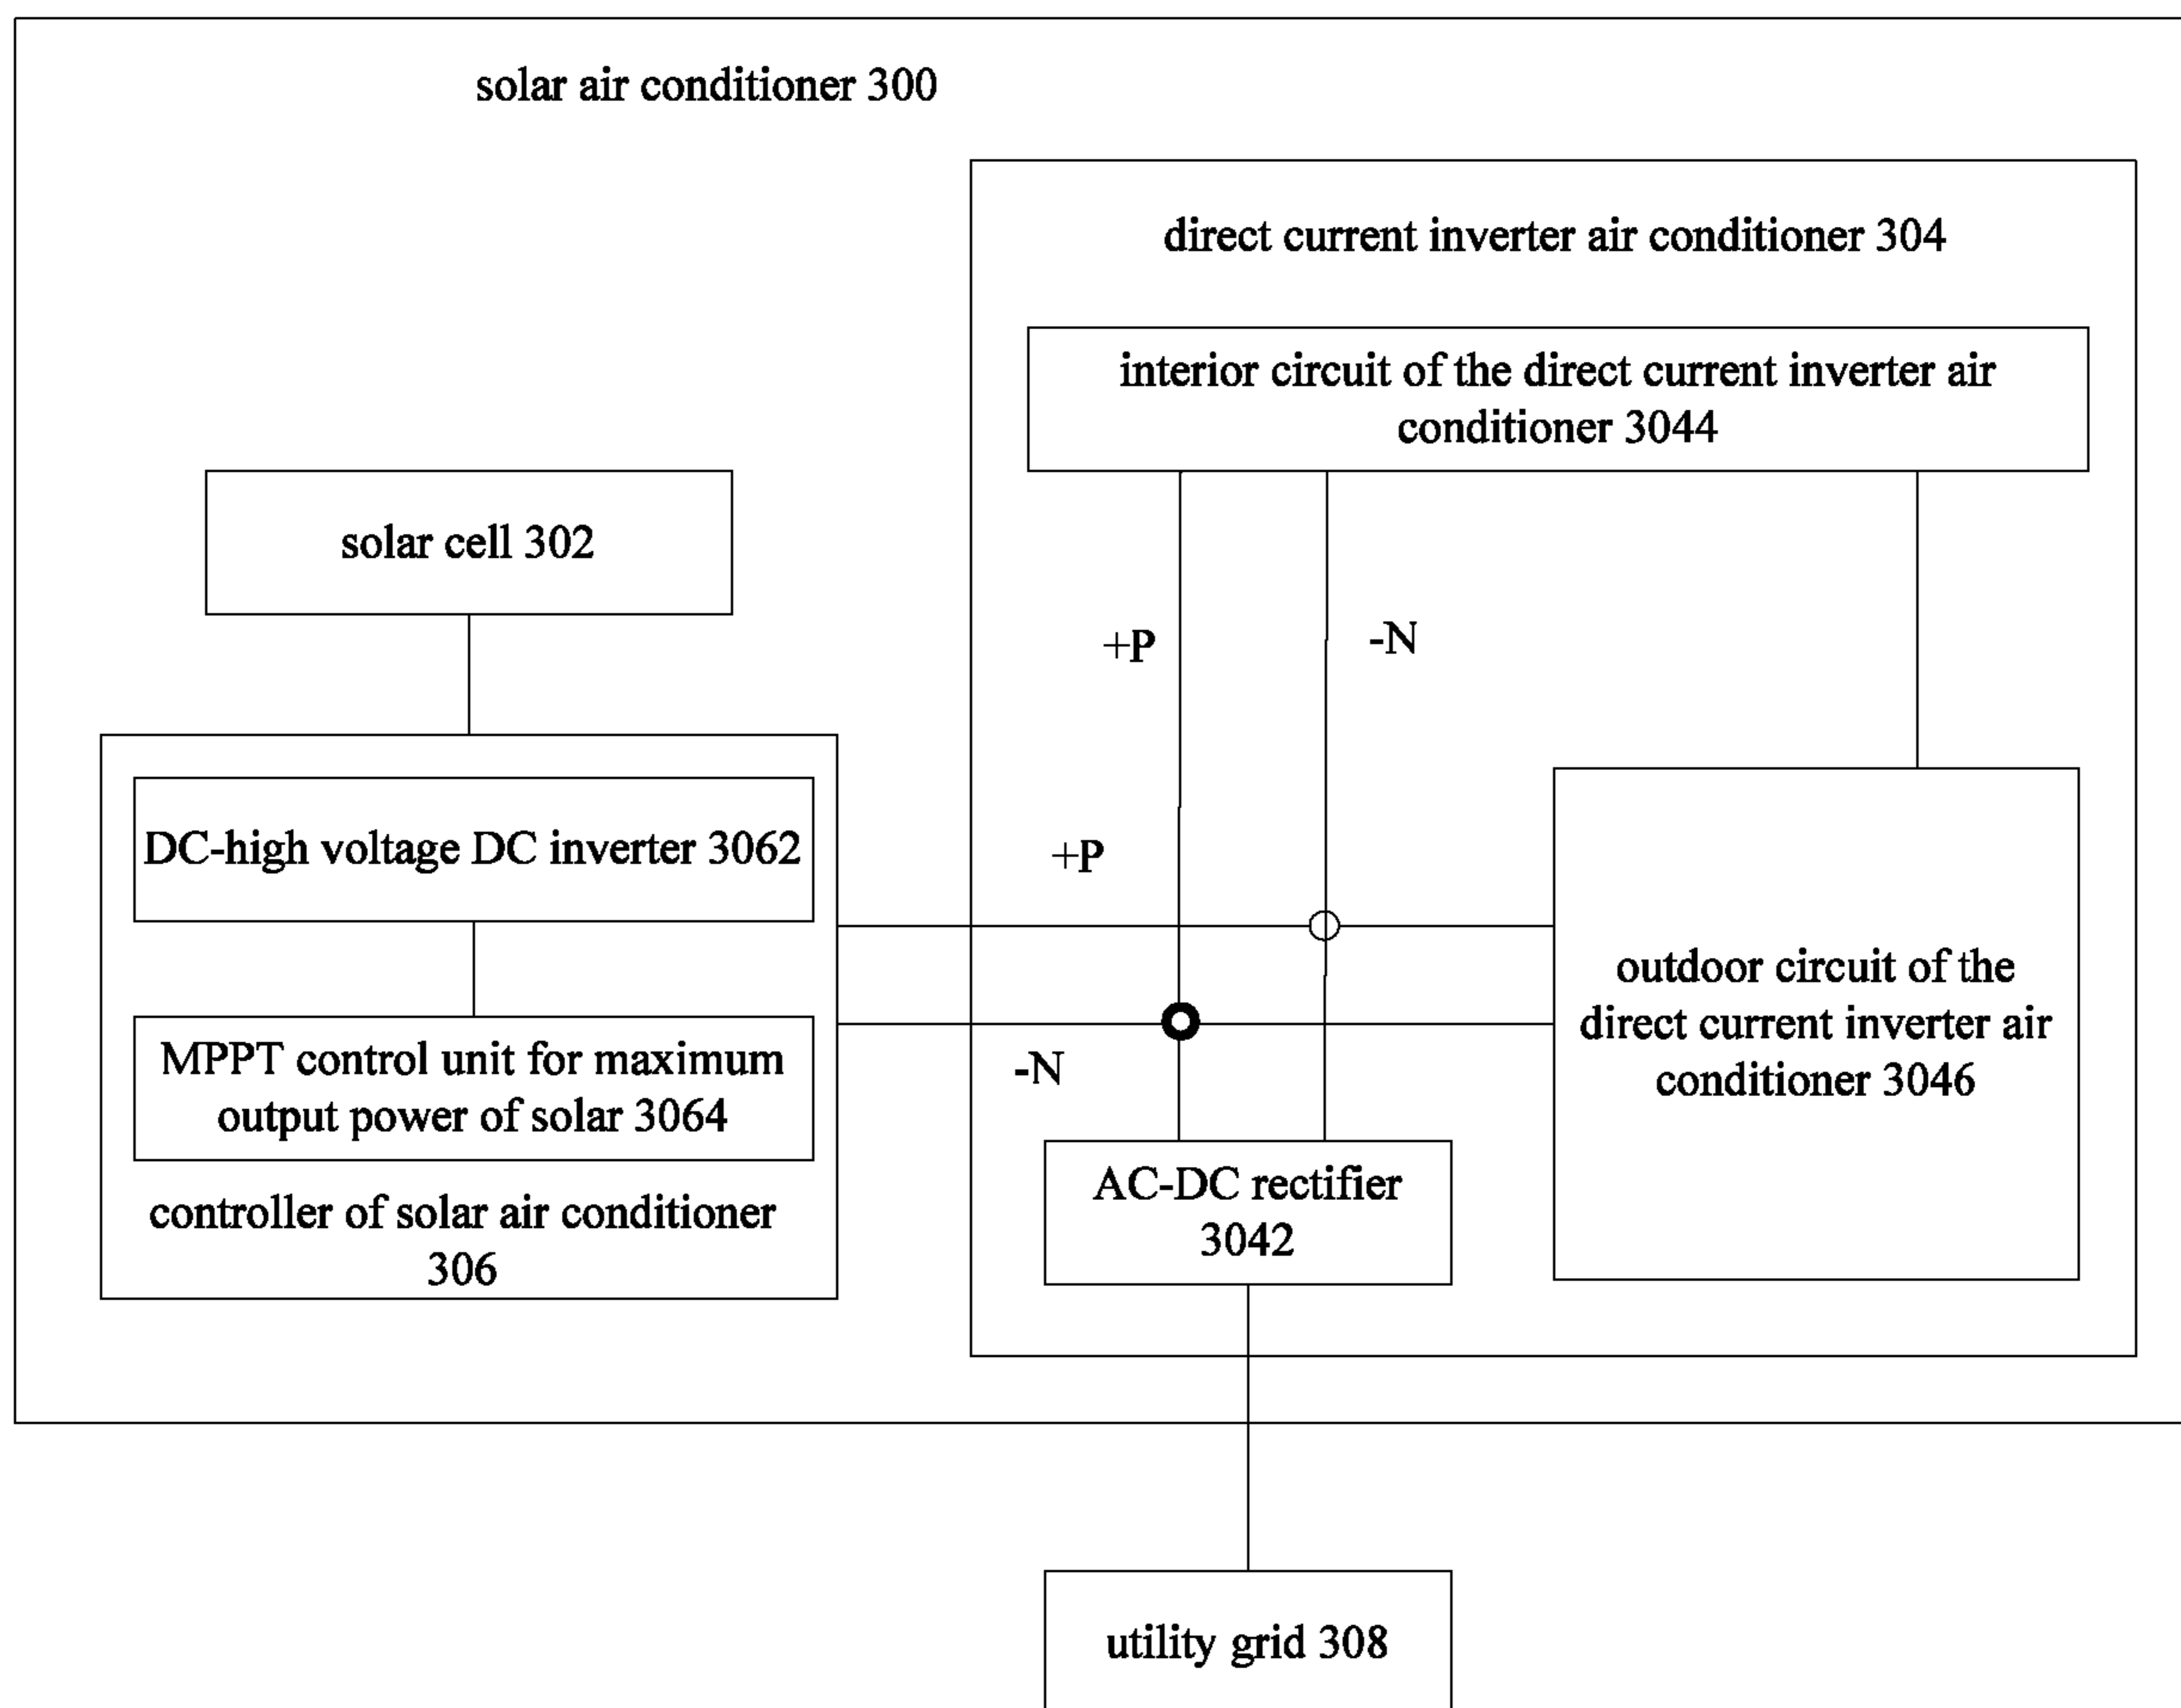 solar air conditioner 300
direct current inverter air conditioner 304
interior circuit of the direct current inverter air
conditioner 3044
solar cell 302
+P
-N
DC-high voltage DC inverter 3062
+P
MPPT control unit for maximum
output power of solar 3064
-N
controller of solar air conditioner
306
outdoor circuit of the
direct current inverter air
conditioner 3046
AC-DC rectifier
3042
utility grid 308